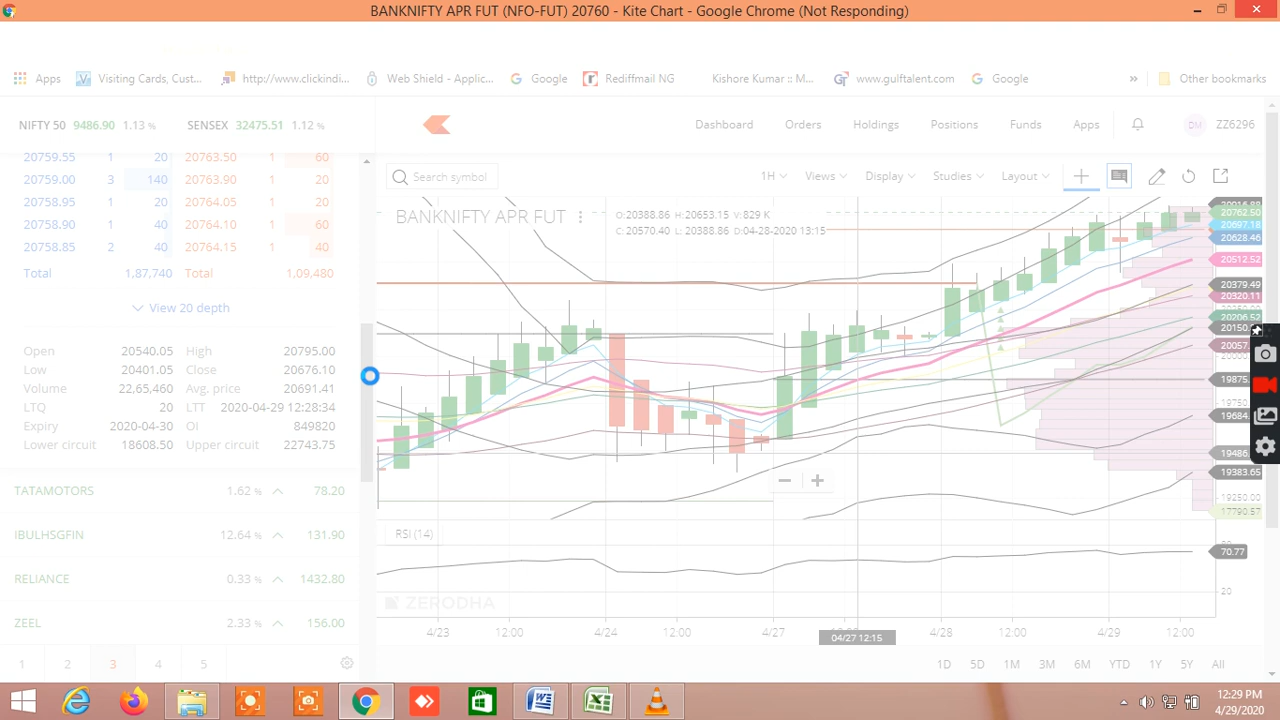 BANKNIFTY APR FUT (NFO-FUT) 20760 - Kite Chart - Google Chrome (Not Responding)
Apps Visiting Cards, Cust... http://www.clickindi... Web Shield - Applic... Google Rediffmail NG Kishore Kumar :: M... www.gulftalent.com Google » Other bookmarks
NIFTY 50 9486.90 1.13 % SENSEX 32475.51 1.12 %
Dashboard Orders Holdings Positions Funds Apps DM ZZ6296
20759.55 1 20 20763.50 1 60
20759.00 3 140 20763.90 1 20
20758.95 1 20 20764.05 1 20
20758.90 1 40 20764.10 1 60
20758.85 2 40 20764.15 1 40
Total 1,87,740 Total 1,09,480
View 20 depth
Open 20540.05 High 20795.00
Low 20401.05 Close 20676.10
Volume 22,65,460 Avg. price 20691.41
LTQ 20 LTT 2020-04-29 12:28:34
Expiry 2020-04-30 OI 849820
Lower circuit 18608.50 Upper circuit 22743.75
TATAMOTORS 1.62 % 78.20
IBULHSGFIN 12.64 % 131.90
RELIANCE 0.33 % 1432.80
ZEEL 2.33 % 156.00
1 2 3 4 5
Search symbol 1H Views Display Studies Layout
BANKNIFTY APR FUT
O:20388.86 H:20653.15 V:829 K
C:20570.40 L:20388.86 D:04-28-2020 13:15
20762.50
20697.18
20628.46
20512.52
20379.49
20320.11
20206.52
20150.
20057.
19875.
19750
19684.
19486.
19383.65
19250.00
17790.57
RSI (14)
70.77
20
ZERODHA
4/23 12:00 4/24 12:00 4/27 4/28 12:00 4/29 12:00
04/27 12:15
1D 5D 1M 3M 6M YTD 1Y 5Y All
12:29 PM
4/29/2020